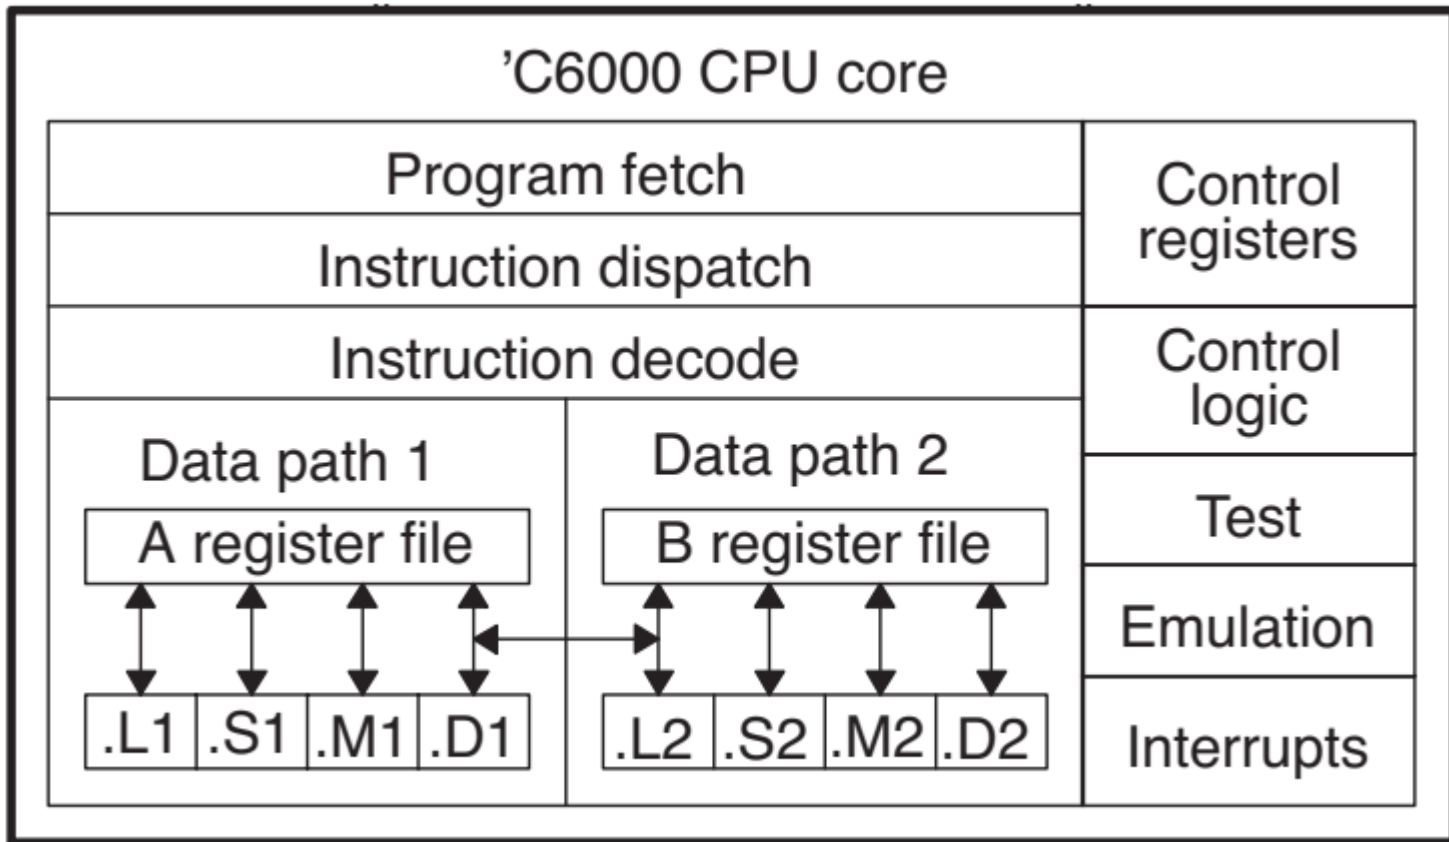 ’C6000 CPU core
Program fetch
Instruction dispatch
Instruction decode
Data path 1
A register file
.L1 .S1 .M1 .D1
Data path 2
B register file
.L2 .S2 .M2 .D2
Control
registers
Control
logic
Test
Emulation
Interrupts